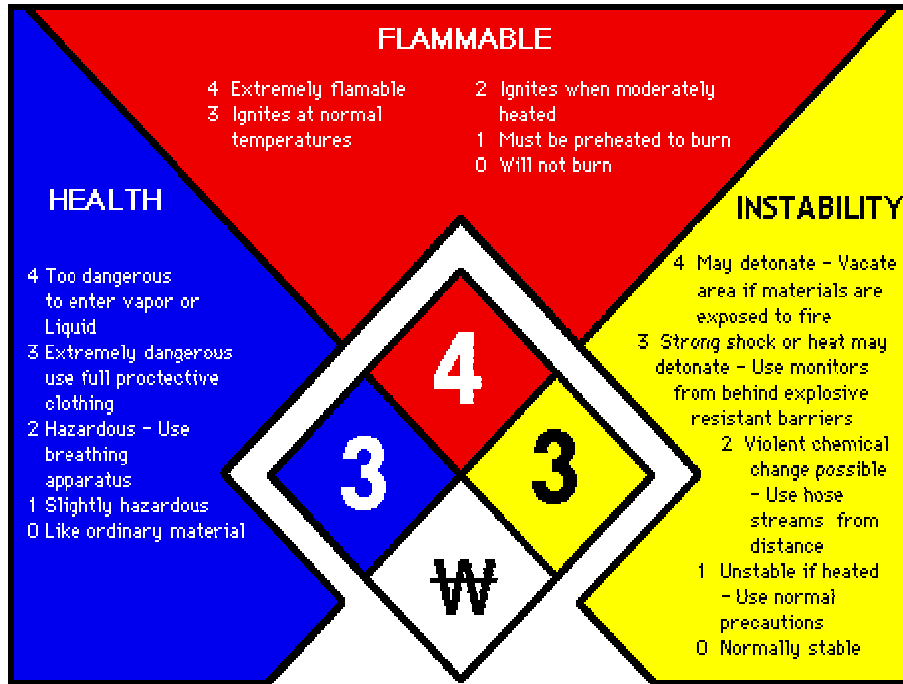 FLAMMABLE
4 Extremely flamable
3 Ignites at normal
temperatures
2 Ignites when moderately
heated
1 Must be preheated to burn
0 Will not burn
HEALTH
4 Too dangerous
to enter vapor or
Liquid
3 Extremely dangerous
use full proctective
clothing
2 Hazardous – Use
breathing
apparatus
1 Slightly hazardous
0 Like ordinary material
INSTABILITY
4 May detonate – Vacate
area if materials are
exposed to fire
3 Strong shock or heat may
detonate – Use monitors
from behind explosive
resistant barriers
2 Violent chemical
change possible
– Use hose
streams from
distance
1 Unstable if heated
– Use normal
precautions
0 Normally stable
4
3
3
W